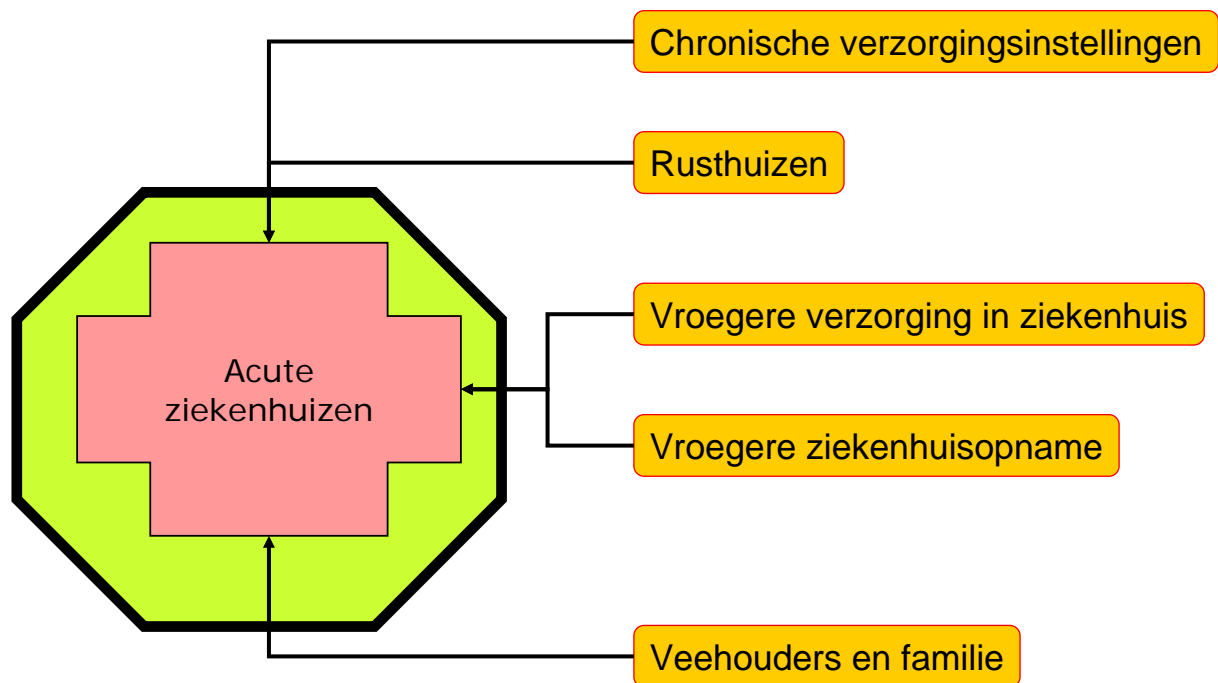 Chronische verzorgingsinstellingen
Rusthuizen
Vroegere verzorging in ziekenhuis
Acute
ziekenhuizen
Vroegere ziekenhuisopname
Veehouders en familie